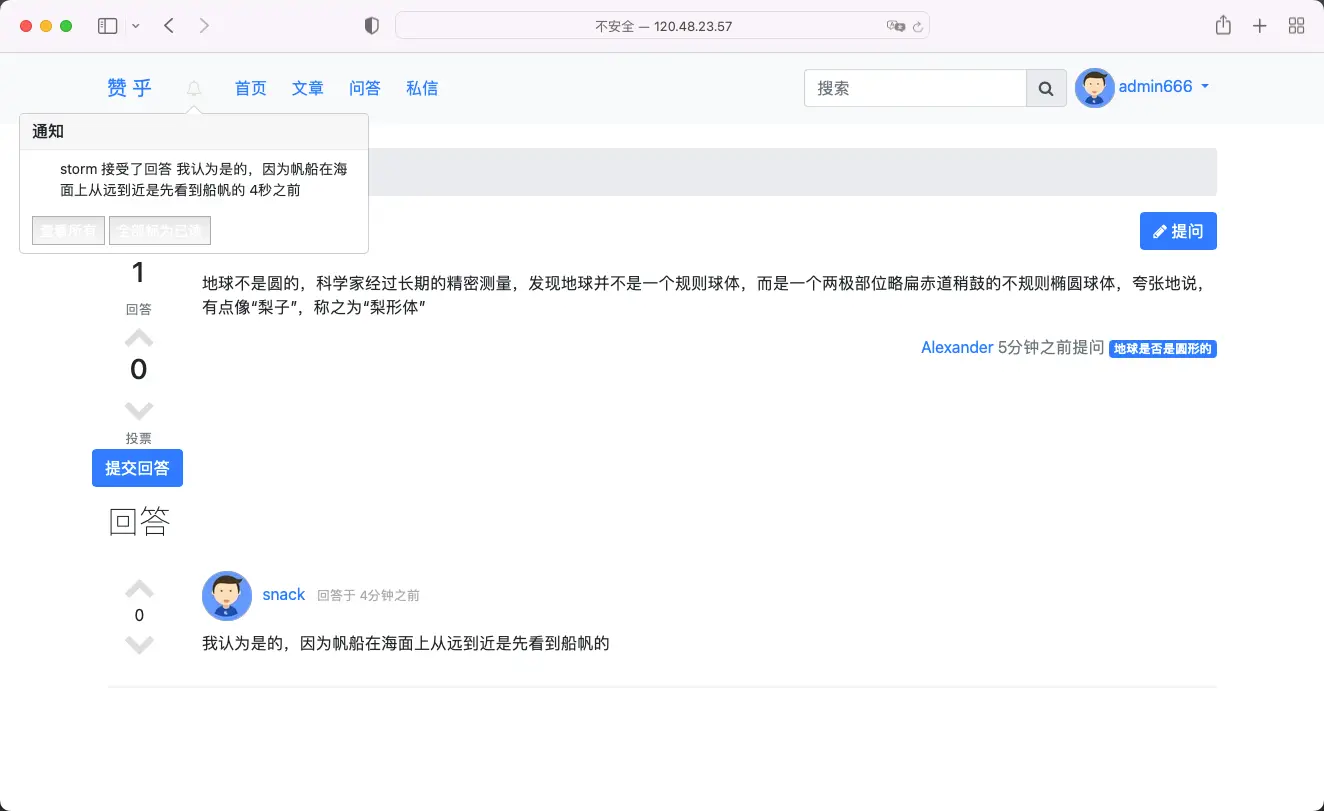 不安全 — 120.48.23.57
赞 乎 首页 文章 问答 私信 搜索 admin666
通知
storm 接受了回答 我认为是的，因为帆船在海
面上从远到近是先看到船帆的 4秒之前
查看所有 全部标为已读
提问
1
回答
地球不是圆的，科学家经过长期的精密测量，发现地球并不是一个规则球体，而是一个两极部位略扁赤道稍鼓的不规则椭圆球体，夸张地说，
有点像“梨子”，称之为“梨形体”
Alexander 5分钟之前提问 地球是否是圆形的
0
投票
提交回答
回答
snack 回答于 4分钟之前
0
我认为是的，因为帆船在海面上从远到近是先看到船帆的